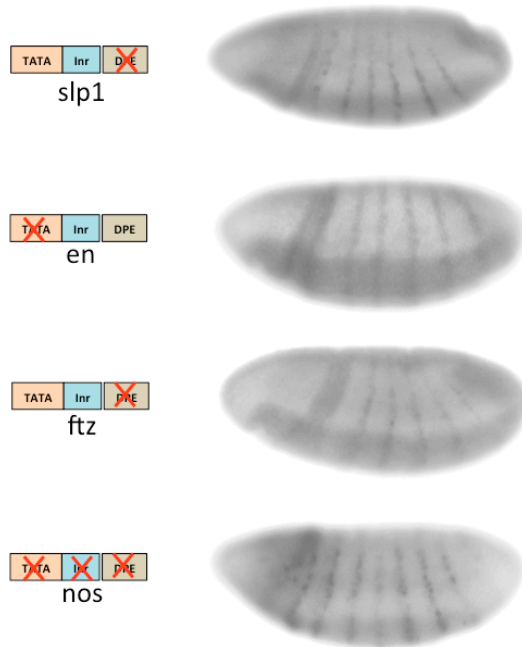 TATA Inr DPE
slp1
TATA Inr DPE
en
TATA Inr DPE
ftz
TATA Inr DPE
nos